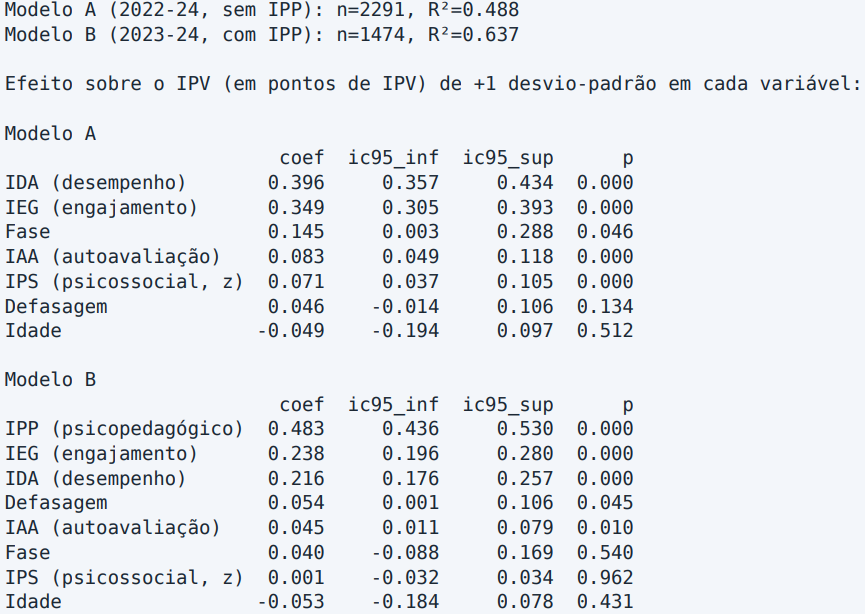 Modelo A (2022-24, sem IPP): n=2291, R²=0.488
Modelo B (2023-24, com IPP): n=1474, R²=0.637
Efeito sobre o IPV (em pontos de IPV) de +1 desvio-padrão em cada variável:
Modelo A
coef ic95_inf ic95_sup p
IDA (desempenho) 0.396 0.357 0.434 0.000
IEG (engajamento) 0.349 0.305 0.393 0.000
Fase 0.145 0.003 0.288 0.046
IAA (autoavaliação) 0.083 0.049 0.118 0.000
IPS (psicossocial, z) 0.071 0.037 0.105 0.000
Defasagem 0.046 -0.014 0.106 0.134
Idade -0.049 -0.194 0.097 0.512
Modelo B
coef ic95_inf ic95_sup p
IPP (psicopedagógico) 0.483 0.436 0.530 0.000
IEG (engajamento) 0.238 0.196 0.280 0.000
IDA (desempenho) 0.216 0.176 0.257 0.000
Defasagem 0.054 0.001 0.106 0.045
IAA (autoavaliação) 0.045 0.011 0.079 0.010
Fase 0.040 -0.088 0.169 0.540
IPS (psicossocial, z) 0.001 -0.032 0.034 0.962
Idade -0.053 -0.184 0.078 0.431